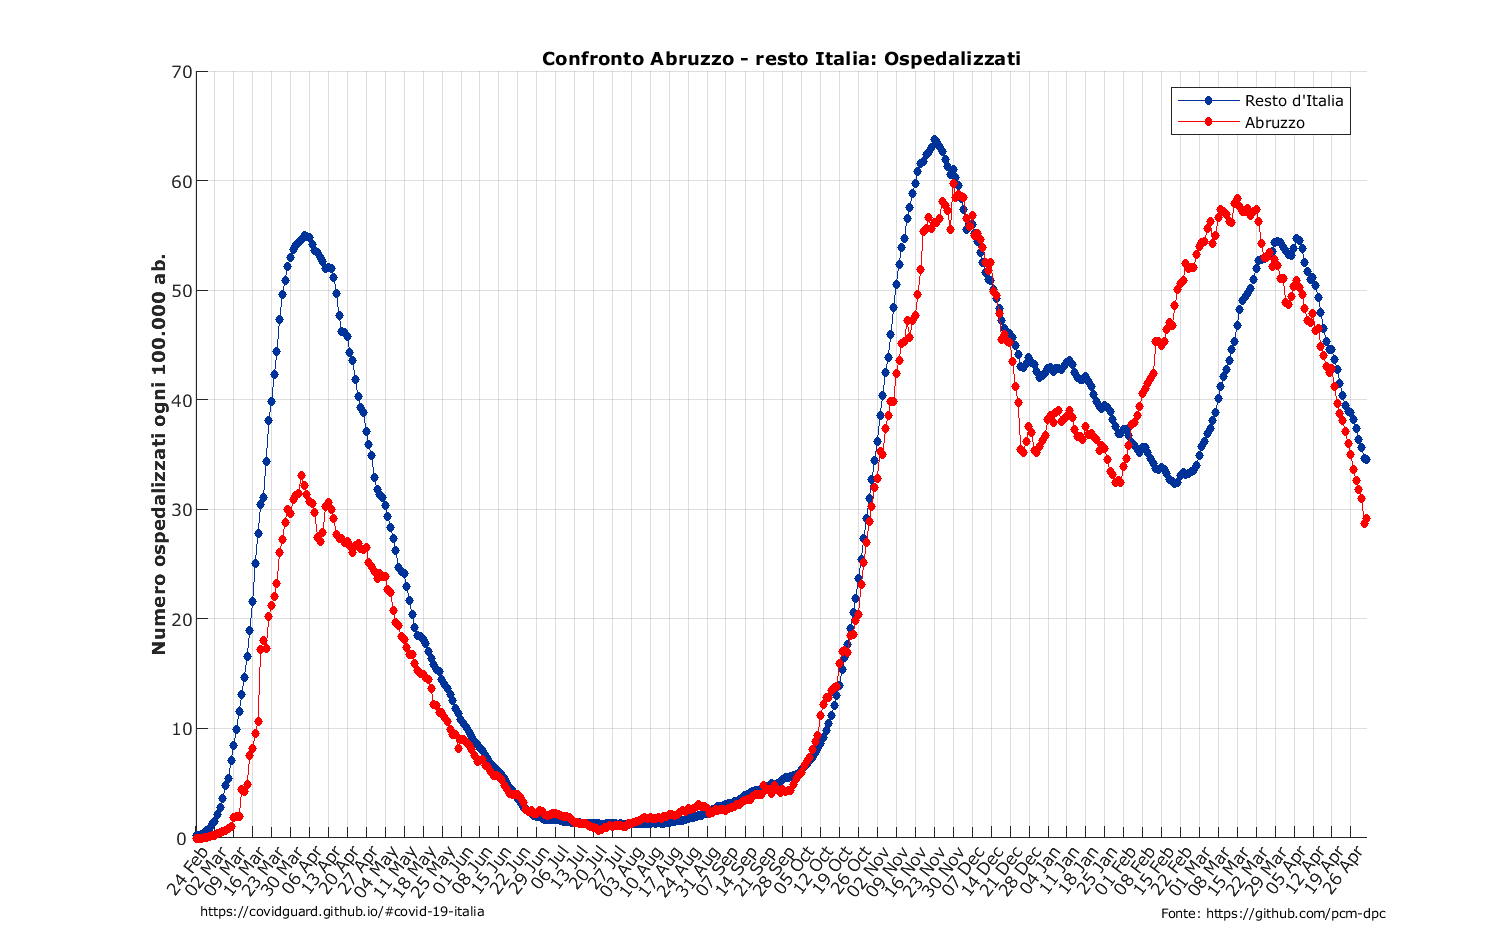 Confronto Abruzzo - resto Italia: Ospedalizzati
Resto d'Italia
Abruzzo
Numero ospedalizzati ogni 100.000 ab.
70
60
50
40
30
20
10
0
24 Feb
02 Mar
09 Mar
16 Mar
23 Mar
30 Mar
06 Apr
13 Apr
20 Apr
27 Apr
04 May
11 May
18 May
25 May
01 Jun
08 Jun
15 Jun
22 Jun
29 Jun
06 Jul
13 Jul
20 Jul
27 Jul
03 Aug
10 Aug
17 Aug
24 Aug
31 Aug
07 Sep
14 Sep
21 Sep
28 Sep
05 Oct
12 Oct
19 Oct
26 Oct
02 Nov
09 Nov
16 Nov
23 Nov
30 Nov
07 Dec
14 Dec
21 Dec
28 Dec
04 Jan
11 Jan
18 Jan
25 Jan
01 Feb
08 Feb
15 Feb
22 Feb
01 Mar
08 Mar
15 Mar
22 Mar
29 Mar
05 Apr
12 Apr
19 Apr
26 Apr
https://covidguard.github.io/#covid-19-italia
Fonte: https://github.com/pcm-dpc